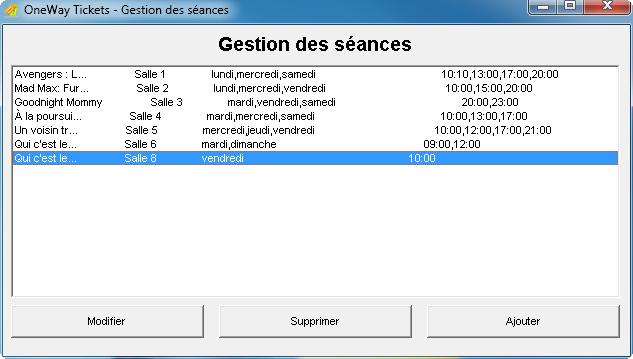 OneWay Tickets - Gestion des séances
Gestion des séances
Avengers : L... Salle 1 lundi,mercredi,samedi 10:10,13:00,17:00,20:00
Mad Max: Fur... Salle 2 lundi,mercredi,vendredi 10:00,15:00,20:00
Goodnight Mommy Salle 3 mardi,vendredi,samedi 20:00,23:00
À la poursui... Salle 4 mardi,mercredi,samedi 10:00,13:00,17:00
Un voisin tr... Salle 5 mercredi,jeudi,vendredi 10:00,12:00,17:00,21:00
Qui c'est le... Salle 6 mardi,dimanche 09:00,12:00
Qui c'est le... Salle 8 vendredi 10:00
Modifier Supprimer Ajouter